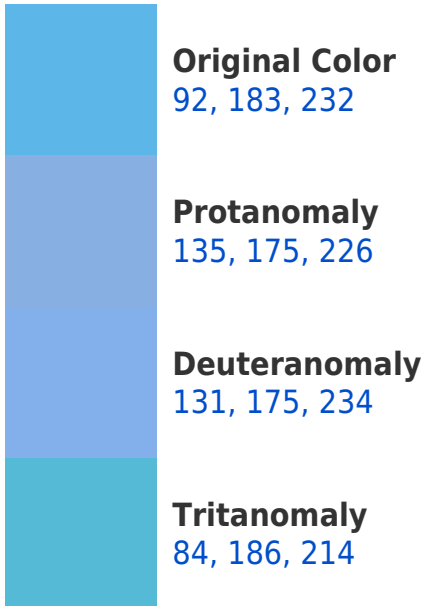 Original Color
92, 183, 232
Protanomaly
135, 175, 226
Deuteranomaly
131, 175, 234
Tritanomaly
84, 186, 214